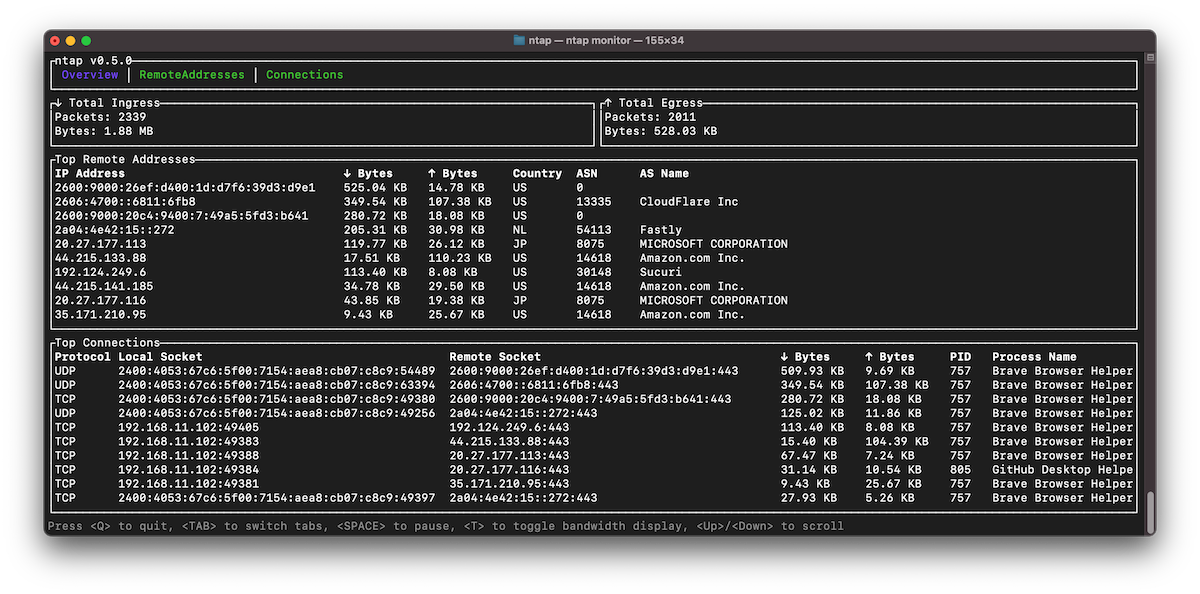 ntap — ntap monitor — 155×34
ntap v0.5.0
Overview │ RemoteAddresses │ Connections
↓ Total Ingress
Packets: 2339
Bytes: 1.88 MB
↑ Total Egress
Packets: 2011
Bytes: 528.03 KB
Top Remote Addresses
IP Address ↓ Bytes ↑ Bytes Country ASN AS Name
2600:9000:26ef:d400:1d:d7f6:39d3:d9e1 525.04 KB 14.78 KB US 0
2606:4700::6811:6fb8 349.54 KB 107.38 KB US 13335 CloudFlare Inc
2600:9000:20c4:9400:7:49a5:5fd3:b641 280.72 KB 18.08 KB US 0
2a04:4e42:15::272 205.31 KB 30.98 KB NL 54113 Fastly
20.27.177.113 119.77 KB 26.12 KB JP 8075 MICROSOFT CORPORATION
44.215.133.88 17.51 KB 110.23 KB US 14618 Amazon.com Inc.
192.124.249.6 113.40 KB 8.08 KB US 30148 Sucuri
44.215.141.185 34.78 KB 29.50 KB US 14618 Amazon.com Inc.
20.27.177.116 43.85 KB 19.38 KB JP 8075 MICROSOFT CORPORATION
35.171.210.95 9.43 KB 25.67 KB US 14618 Amazon.com Inc.
Top Connections
Protocol Local Socket Remote Socket ↓ Bytes ↑ Bytes PID Process Name
UDP 2400:4053:67c6:5f00:7154:aea8:cb07:c8c9:54489 2600:9000:26ef:d400:1d:d7f6:39d3:d9e1:443 509.93 KB 9.69 KB 757 Brave Browser Helper
UDP 2400:4053:67c6:5f00:7154:aea8:cb07:c8c9:63394 2606:4700::6811:6fb8:443 349.54 KB 107.38 KB 757 Brave Browser Helper
TCP 2400:4053:67c6:5f00:7154:aea8:cb07:c8c9:49380 2600:9000:20c4:9400:7:49a5:5fd3:b641:443 280.72 KB 18.08 KB 757 Brave Browser Helper
UDP 2400:4053:67c6:5f00:7154:aea8:cb07:c8c9:49256 2a04:4e42:15::272:443 125.02 KB 11.86 KB 757 Brave Browser Helper
TCP 192.168.11.102:49405 192.124.249.6:443 113.40 KB 8.08 KB 757 Brave Browser Helper
TCP 192.168.11.102:49383 44.215.133.88:443 15.40 KB 104.39 KB 757 Brave Browser Helper
TCP 192.168.11.102:49388 20.27.177.113:443 67.47 KB 7.24 KB 757 Brave Browser Helper
TCP 192.168.11.102:49384 20.27.177.116:443 31.14 KB 10.54 KB 805 GitHub Desktop Helpe
TCP 192.168.11.102:49381 35.171.210.95:443 9.43 KB 25.67 KB 757 Brave Browser Helper
TCP 2400:4053:67c6:5f00:7154:aea8:cb07:c8c9:49397 2a04:4e42:15::272:443 27.93 KB 5.26 KB 757 Brave Browser Helper
Press <Q> to quit, <TAB> to switch tabs, <SPACE> to pause, <T> to toggle bandwidth display, <Up>/<Down> to scroll